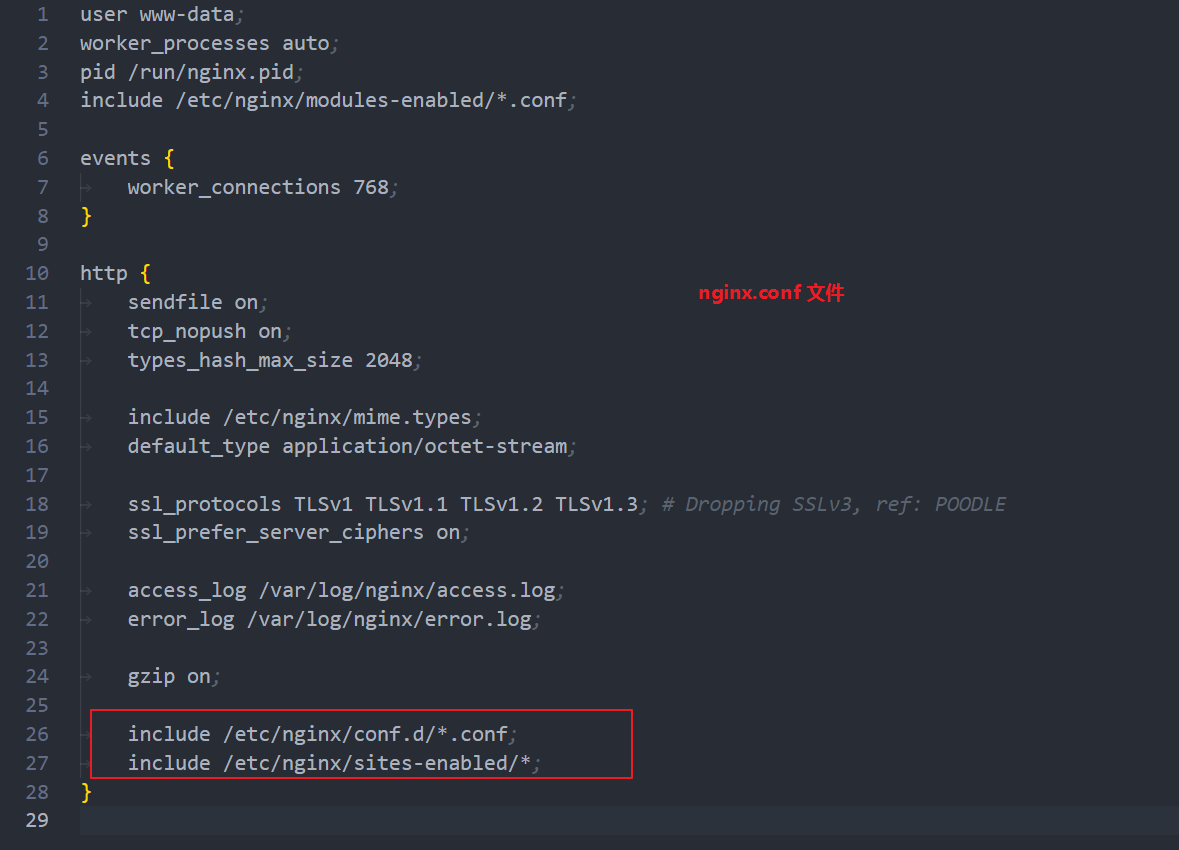 1 user www-data;
2 worker_processes auto;
3 pid /run/nginx.pid;
4 include /etc/nginx/modules-enabled/*.conf;
5
6 events {
7 worker_connections 768;
8 }
9
10 http {
nginx.conf 文件
11 sendfile on;
12 tcp_nopush on;
13 types_hash_max_size 2048;
14
15 include /etc/nginx/mime.types;
16 default_type application/octet-stream;
17
18 ssl_protocols TLSv1 TLSv1.1 TLSv1.2 TLSv1.3; # Dropping SSLv3, ref: POODLE
19 ssl_prefer_server_ciphers on;
20
21 access_log /var/log/nginx/access.log;
22 error_log /var/log/nginx/error.log;
23
24 gzip on;
25
26 include /etc/nginx/conf.d/*.conf;
27 include /etc/nginx/sites-enabled/*;
28 }
29